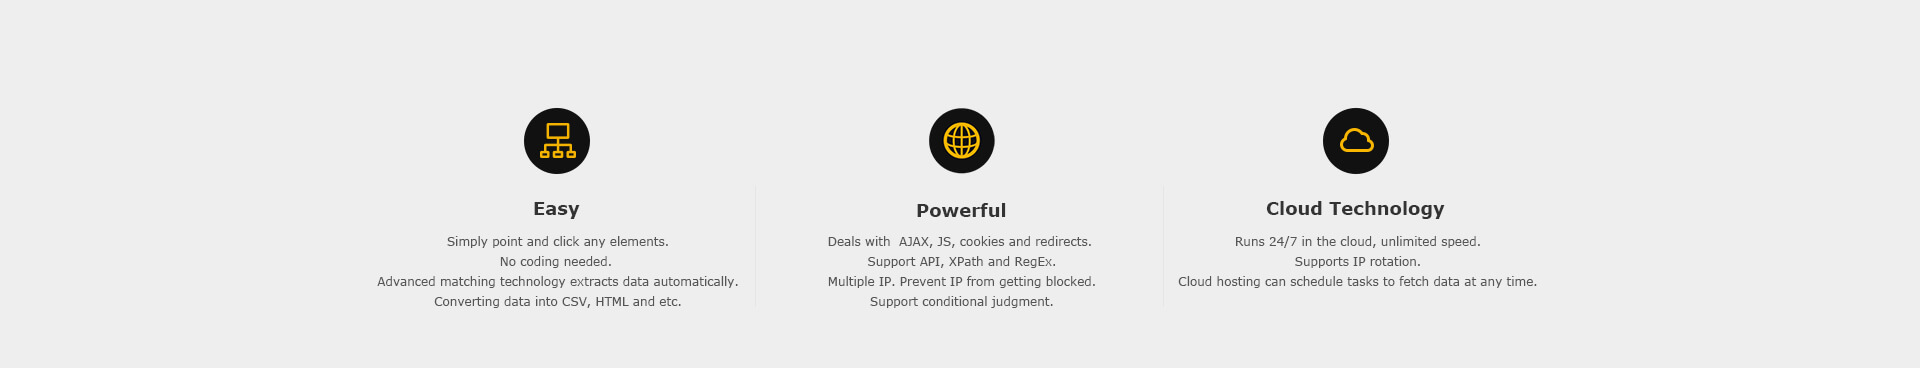 Easy
Simply point and click any elements.
No coding needed.
Advanced matching technology extracts data automatically.
Converting data into CSV, HTML and etc.
Powerful
Deals with  AJAX, JS, cookies and redirects.
Support API, XPath and RegEx.
Multiple IP. Prevent IP from getting blocked.
Support conditional judgment.
Cloud Technology
Runs 24/7 in the cloud, unlimited speed.
Supports IP rotation.
Cloud hosting can schedule tasks to fetch data at any time.